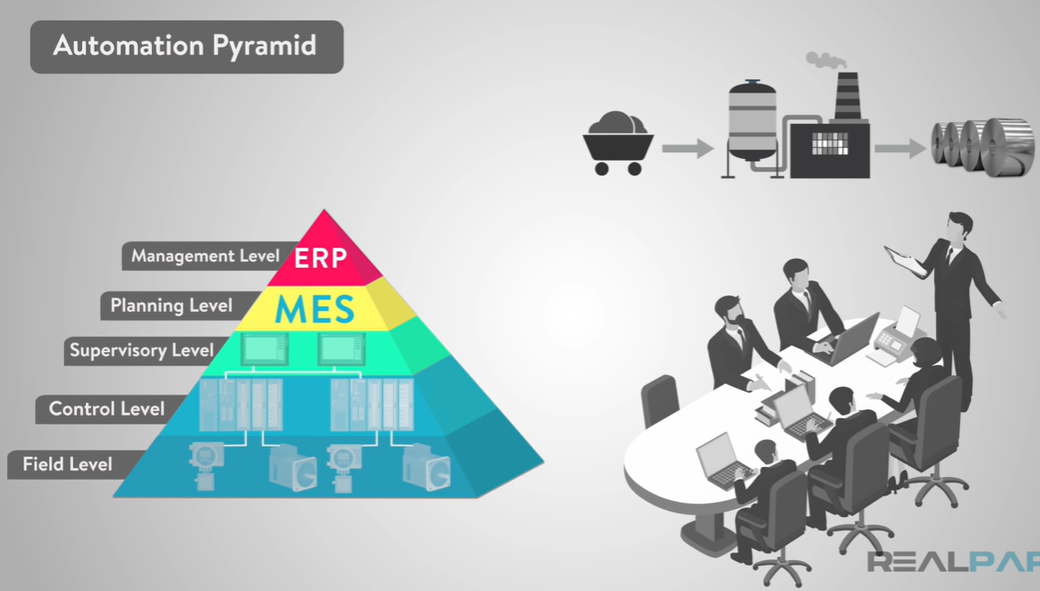 Automation Pyramid
Management Level
ERP
Planning Level
MES
Supervisory Level
Control Level
Field Level
REALPAR